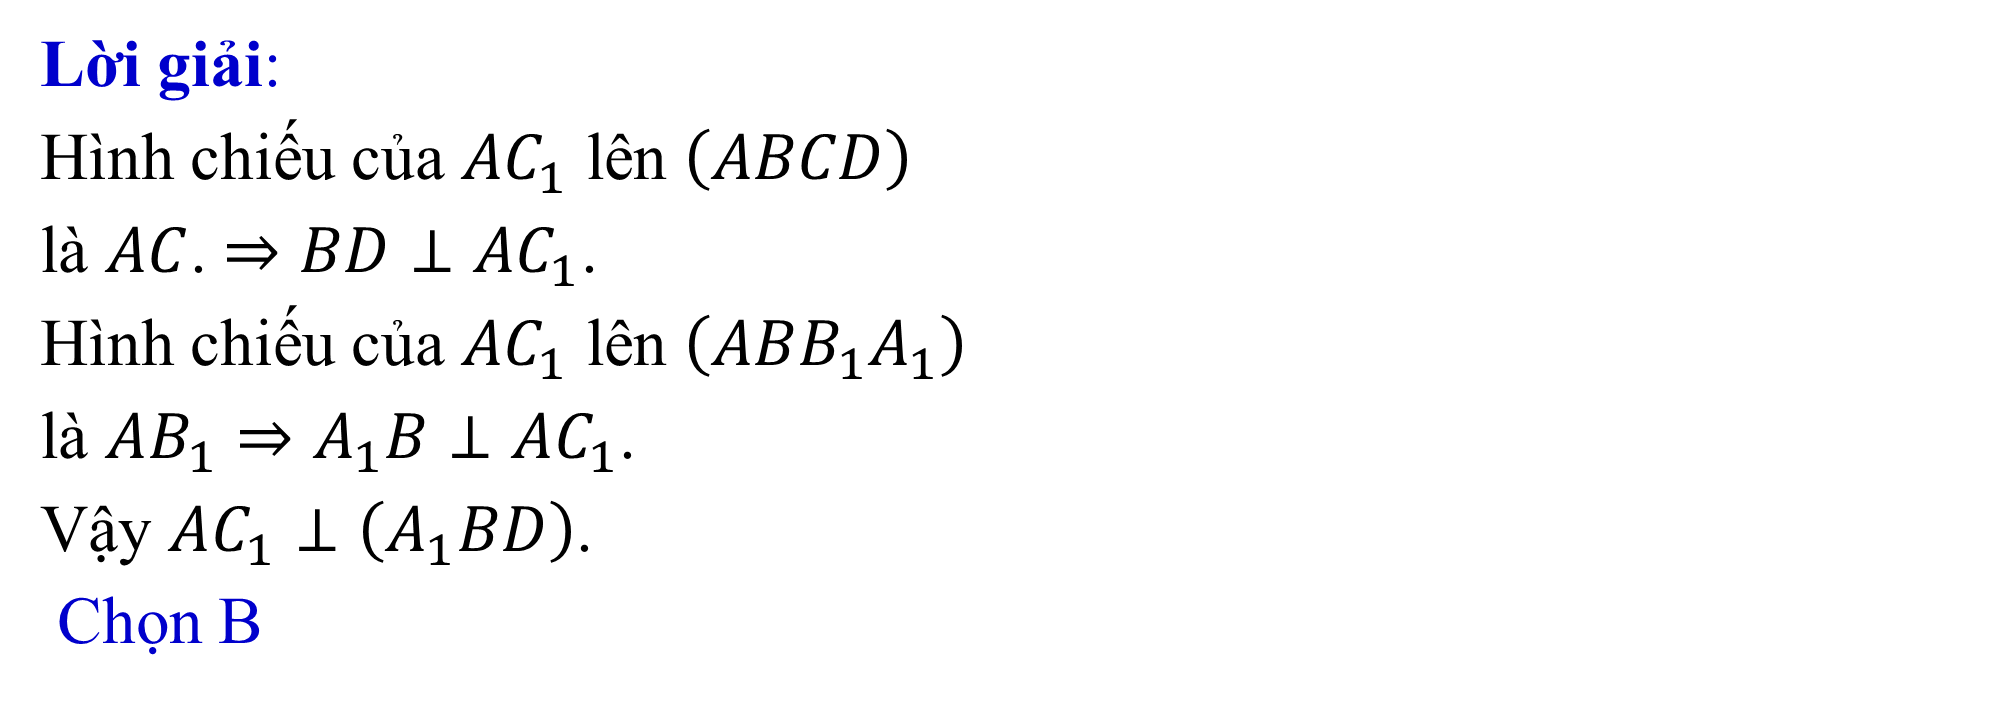 Lời giải:
Hình chiếu của 𝐴𝐶₁ lên (𝐴𝐵𝐶𝐷)
là 𝐴𝐶. ⇒ 𝐵𝐷 ⊥ 𝐴𝐶₁.
Hình chiếu của 𝐴𝐶₁ lên (𝐴𝐵𝐵₁𝐴₁)
là 𝐴𝐵₁ ⇒ 𝐴₁𝐵 ⊥ 𝐴𝐶₁.
Vậy 𝐴𝐶₁ ⊥ (𝐴₁𝐵𝐷).
Chọn B